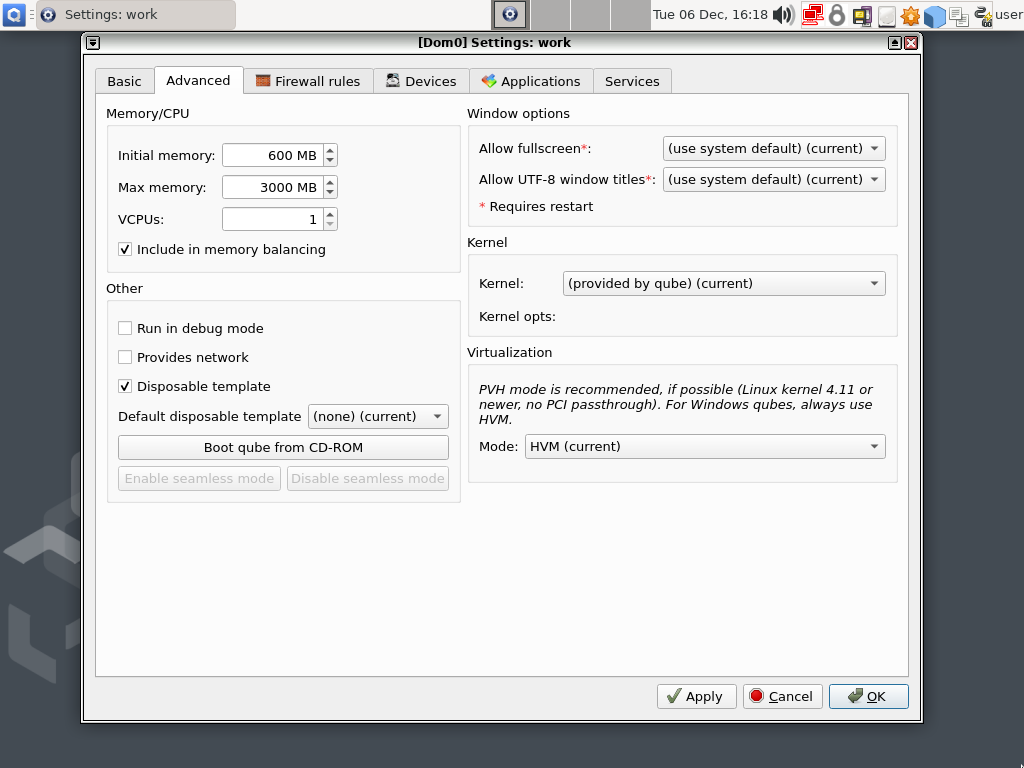 Settings: work
Tue 06 Dec, 16:18
user
[Dom0] Settings: work
Basic
Advanced
Firewall rules
Devices
Applications
Services
Memory/CPU
Initial memory: 600 MB
Max memory: 3000 MB
VCPUs: 1
Include in memory balancing
Other
Run in debug mode
Provides network
Disposable template
Default disposable template (none) (current)
Boot qube from CD-ROM
Enable seamless mode
Disable seamless mode
Window options
Allow fullscreen*: (use system default) (current)
Allow UTF-8 window titles*: (use system default) (current)
* Requires restart
Kernel
Kernel: (provided by qube) (current)
Kernel opts:
Virtualization
PVH mode is recommended, if possible (Linux kernel 4.11 or
newer, no PCI passthrough). For Windows qubes, always use
HVM.
Mode: HVM (current)
Apply
Cancel
OK